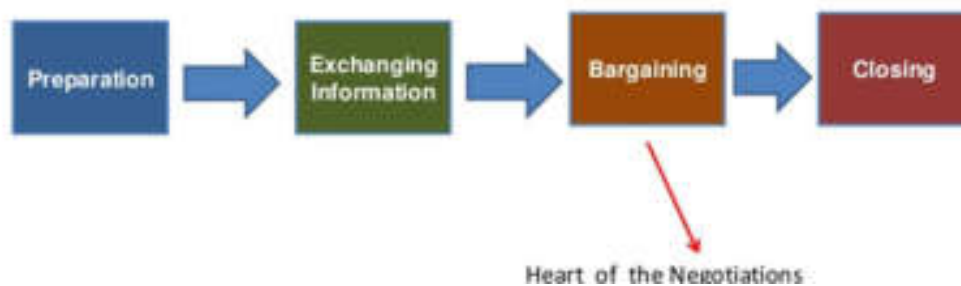 Preparation
Exchanging
Information
Bargaining
Closing
Heart of the Negotiations